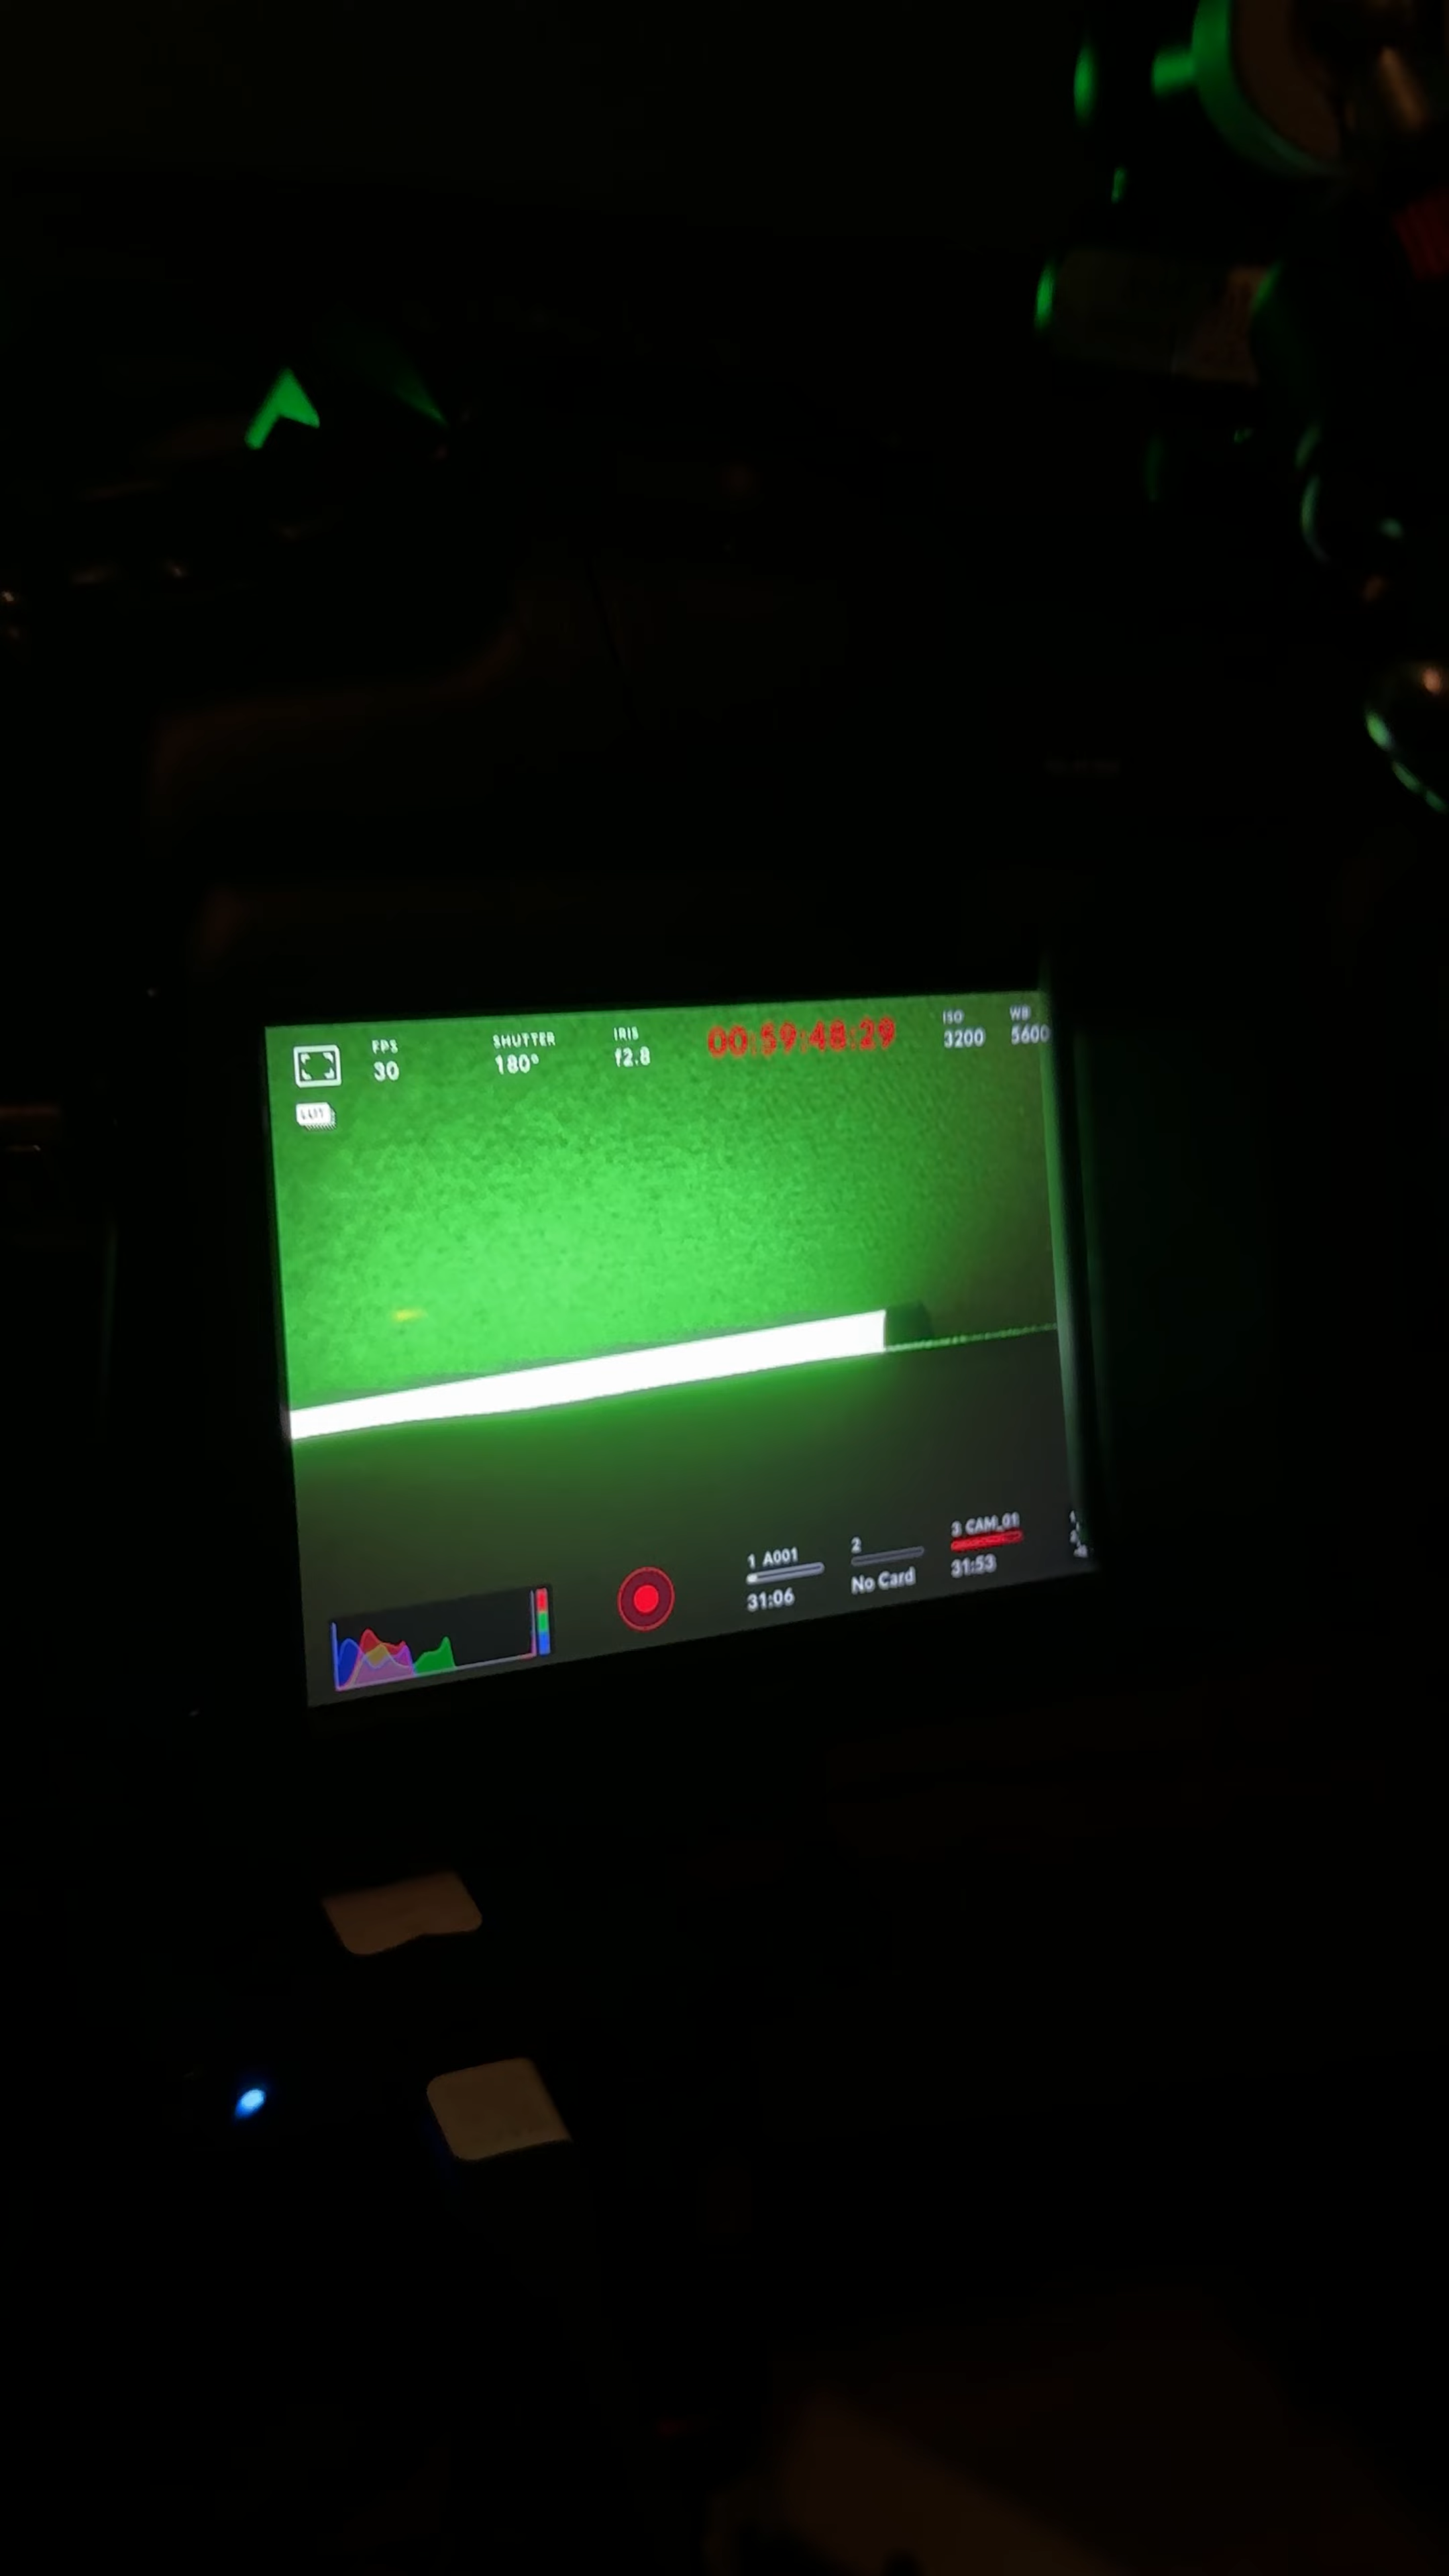 FPS
30
SHUTTER
180°
IRIS
f2.8
00:59:48:29
ISO
3200
WB
5600
1 A001
31:06
2
No Card
3 CAM_01
31:53